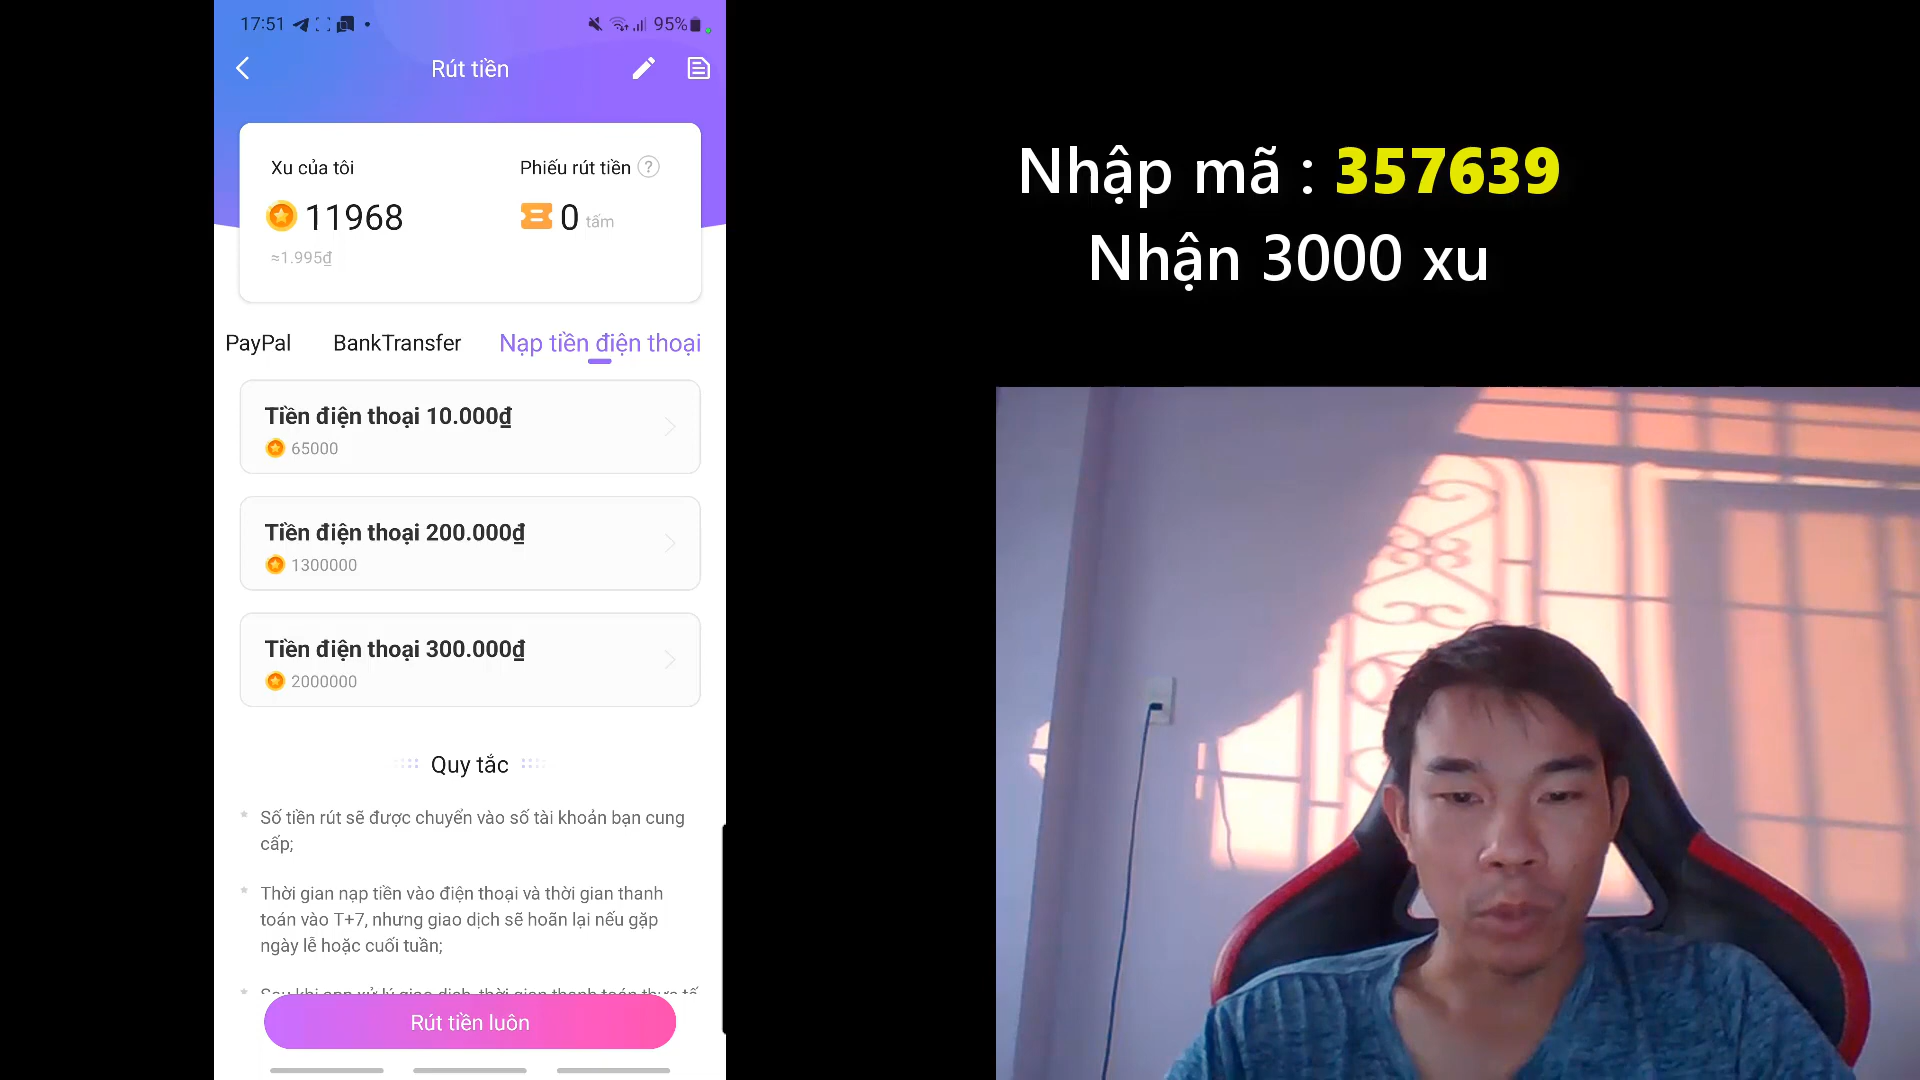 17:51
95%
Rút tiền
Xu của tôi
Phiếu rút tiền ?
11968
0 tấm
≈1.995₫
PayPal
BankTransfer
Nạp tiền điện thoại
Tiền điện thoại 10.000₫
65000
Tiền điện thoại 200.000₫
1300000
Tiền điện thoại 300.000₫
2000000
Quy tắc
* Số tiền rút sẽ được chuyển vào số tài khoản bạn cung
cấp;
* Thời gian nạp tiền vào điện thoại và thời gian thanh
toán vào T+7, nhưng giao dịch sẽ hoãn lại nếu gặp
ngày lễ hoặc cuối tuần;
Rút tiền luôn
Nhập mã : 357639
Nhận 3000 xu